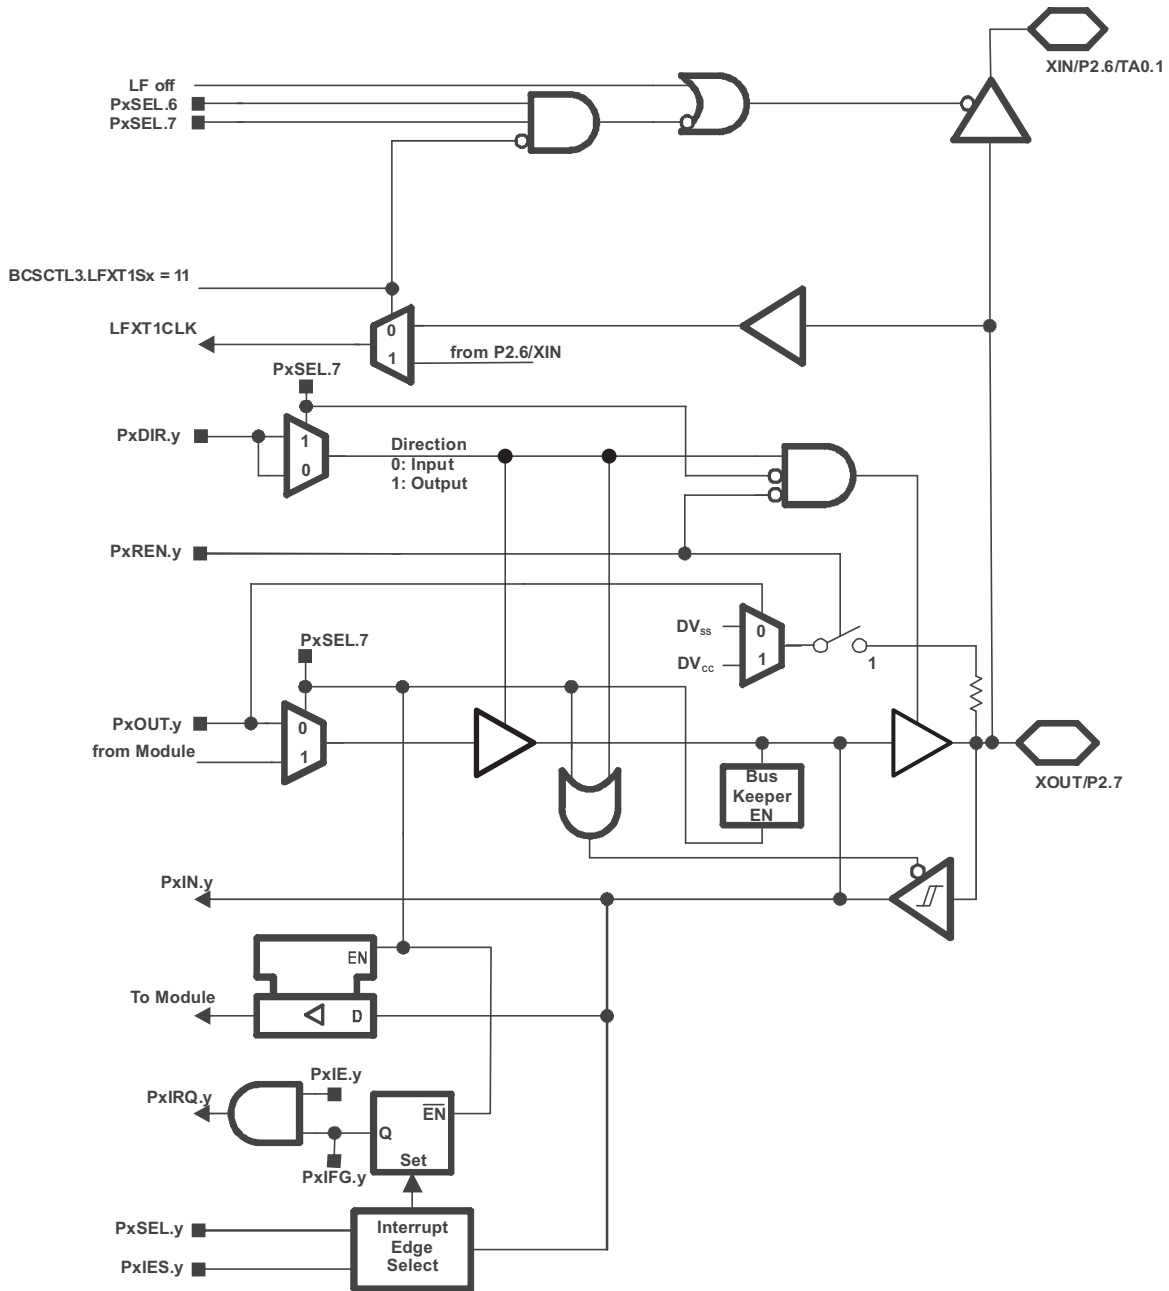 XIN/P2.6/TA0.1
LF off
PxSEL.6
PxSEL.7
BCSCTL3.LFXT1Sx = 11
LFXT1CLK
0
1
from P2.6/XIN
PxSEL.7
PxDIR.y
1
0
Direction
0: Input
1: Output
PxREN.y
DVss
DVcc
0
1
1
PxSEL.7
PxOUT.y
from Module
0
1
Bus
Keeper
EN
XOUT/P2.7
PxIN.y
EN
To Module
D
PxIE.y
PxIRQ.y
EN
Q
Set
PxIFG.y
PxSEL.y
PxIES.y
Interrupt
Edge
Select